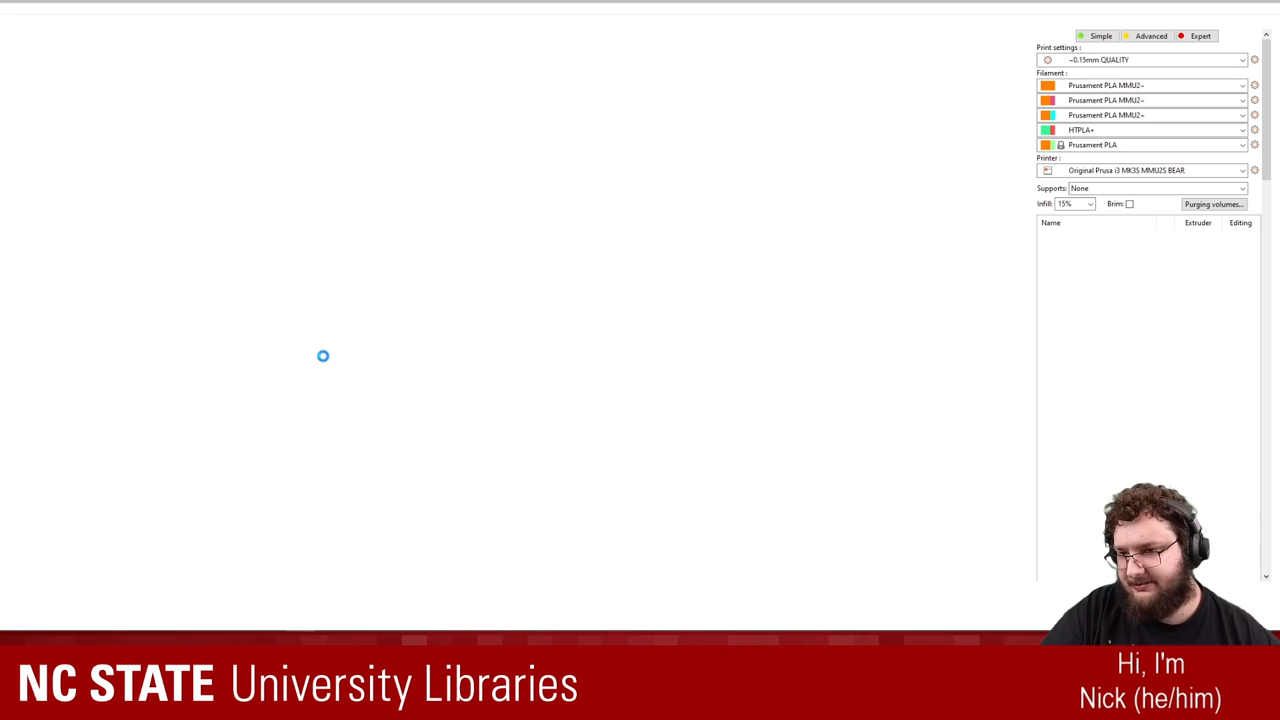 Simple Advanced Expert
Print settings :
~0.15mm QUALITY
Filament :
Prusament PLA MMU2~
Prusament PLA MMU2~
Prusament PLA MMU2~
HTPLA+
Prusament PLA
Printer :
Original Prusa i3 MK3S MMU2S BEAR
Supports: None
Infill: 15% Brim: Purging volumes...
Name Extruder Editing
NC STATE University Libraries
Hi, I'm
Nick (he/him)